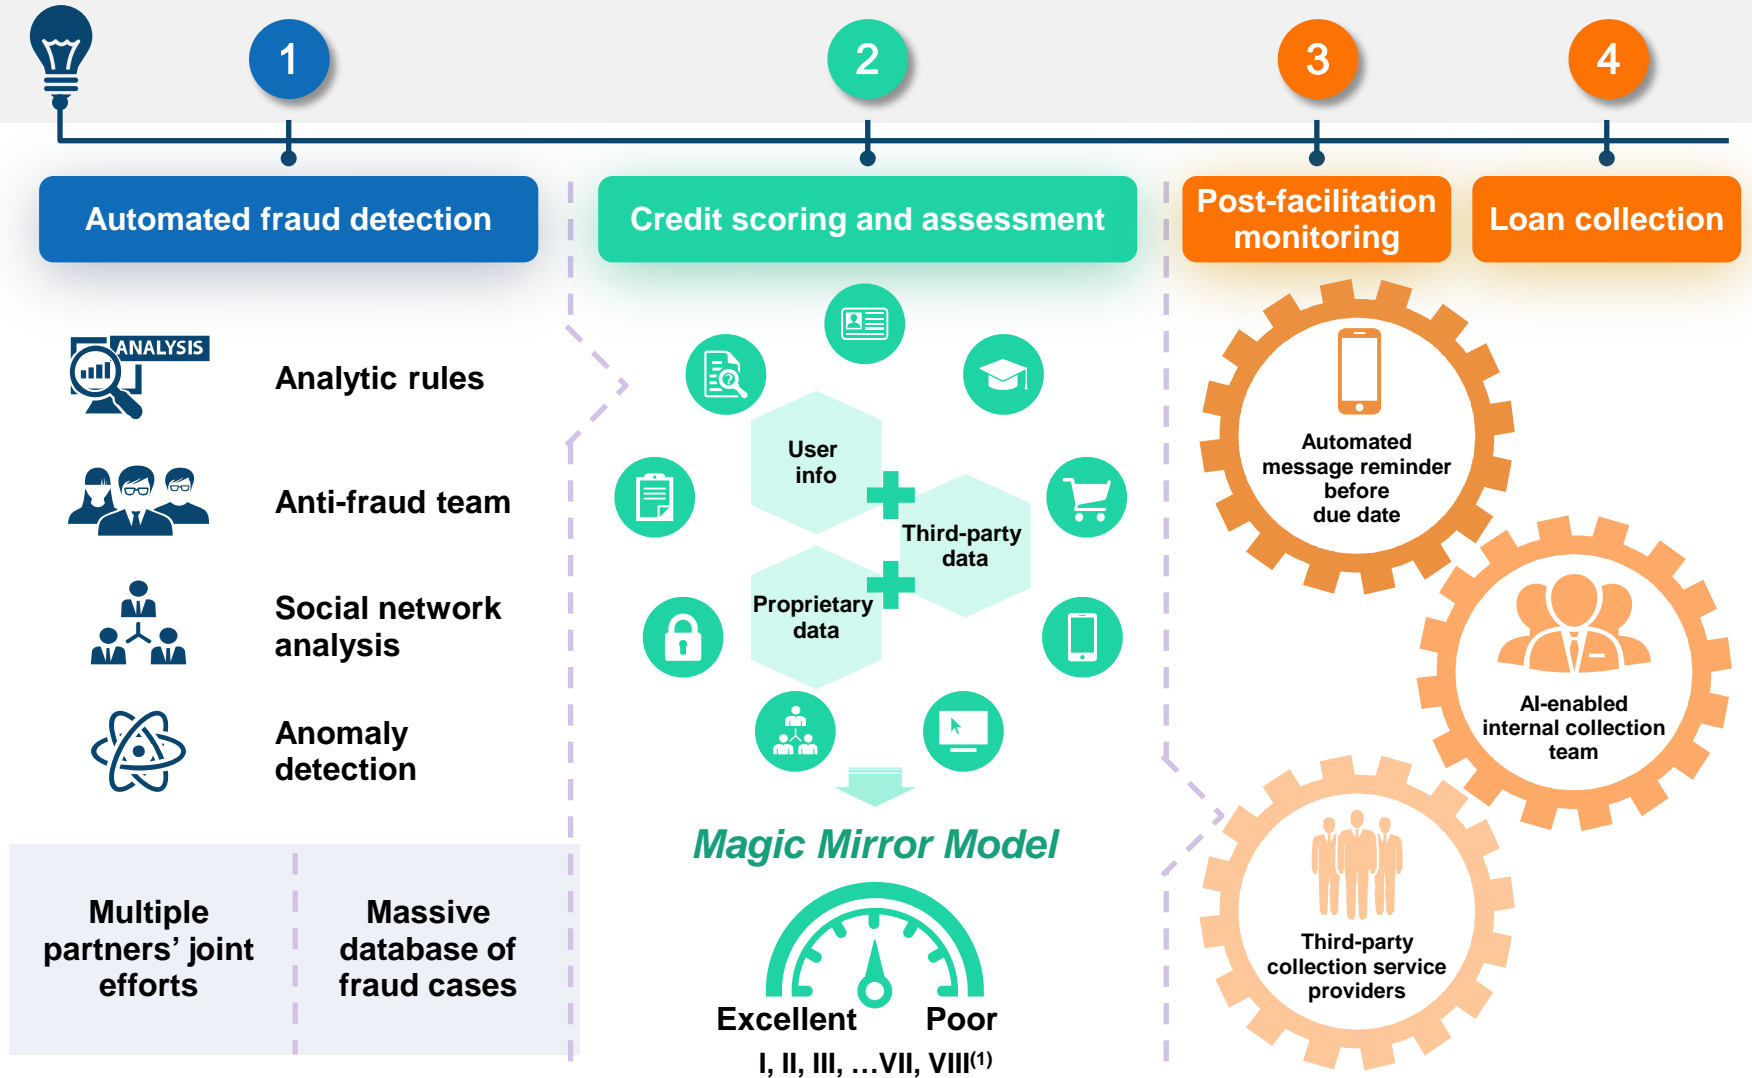 1
2
3
4
Automated fraud detection
Credit scoring and assessment
Post-facilitation
monitoring
Loan collection
ANALYSIS
Analytic rules
Anti-fraud team
Social network
analysis
Anomaly
detection
Multiple
partners’ joint
efforts
Massive
database of
fraud cases
?
User
info
Third-party
data
Proprietary
data
Magic Mirror Model
Excellent
Poor
I, II, III, …VII, VIII(1)
Automated
message reminder
before
due date
AI-enabled
internal collection
team
Third-party
collection service
providers